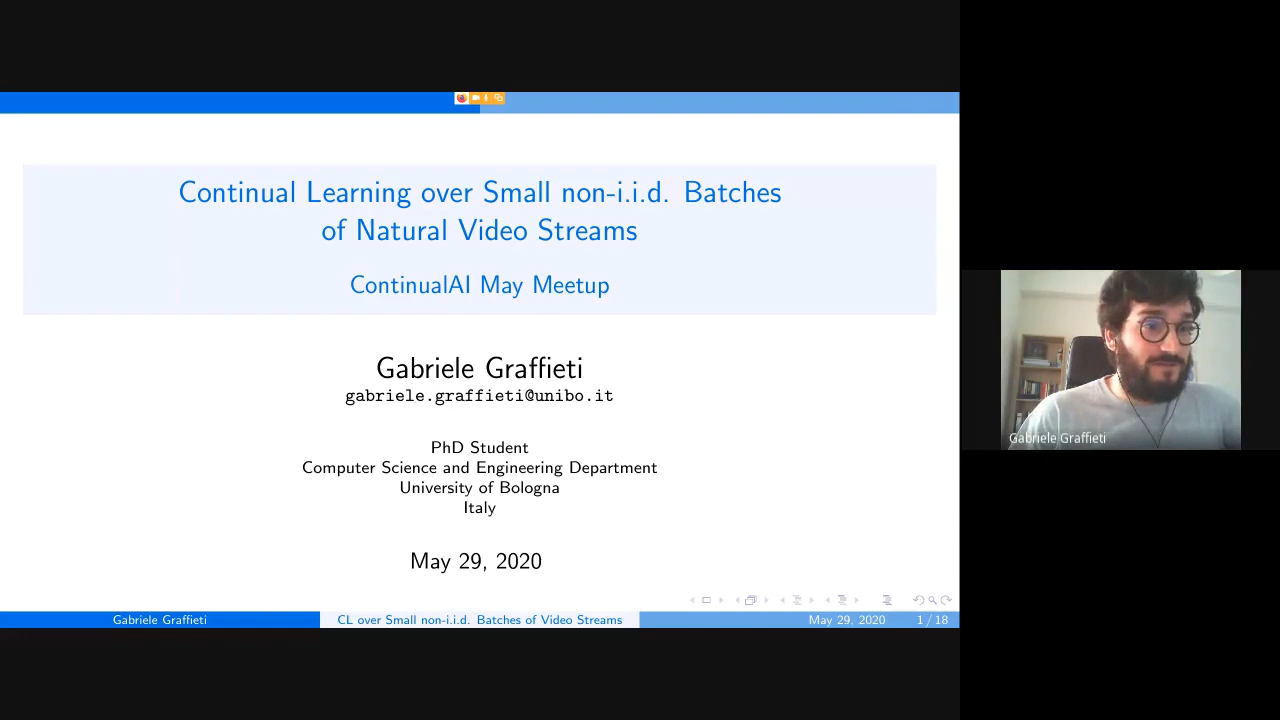 Continual Learning over Small non-i.i.d. Batches
of Natural Video Streams
ContinualAI May Meetup
Gabriele Graffieti
gabriele.graffieti@unibo.it
PhD Student
Computer Science and Engineering Department
University of Bologna
Italy
May 29, 2020
Gabriele Graffieti
CL over Small non-i.i.d. Batches of Video Streams
May 29, 2020
1 / 18
Gabriele Graffieti